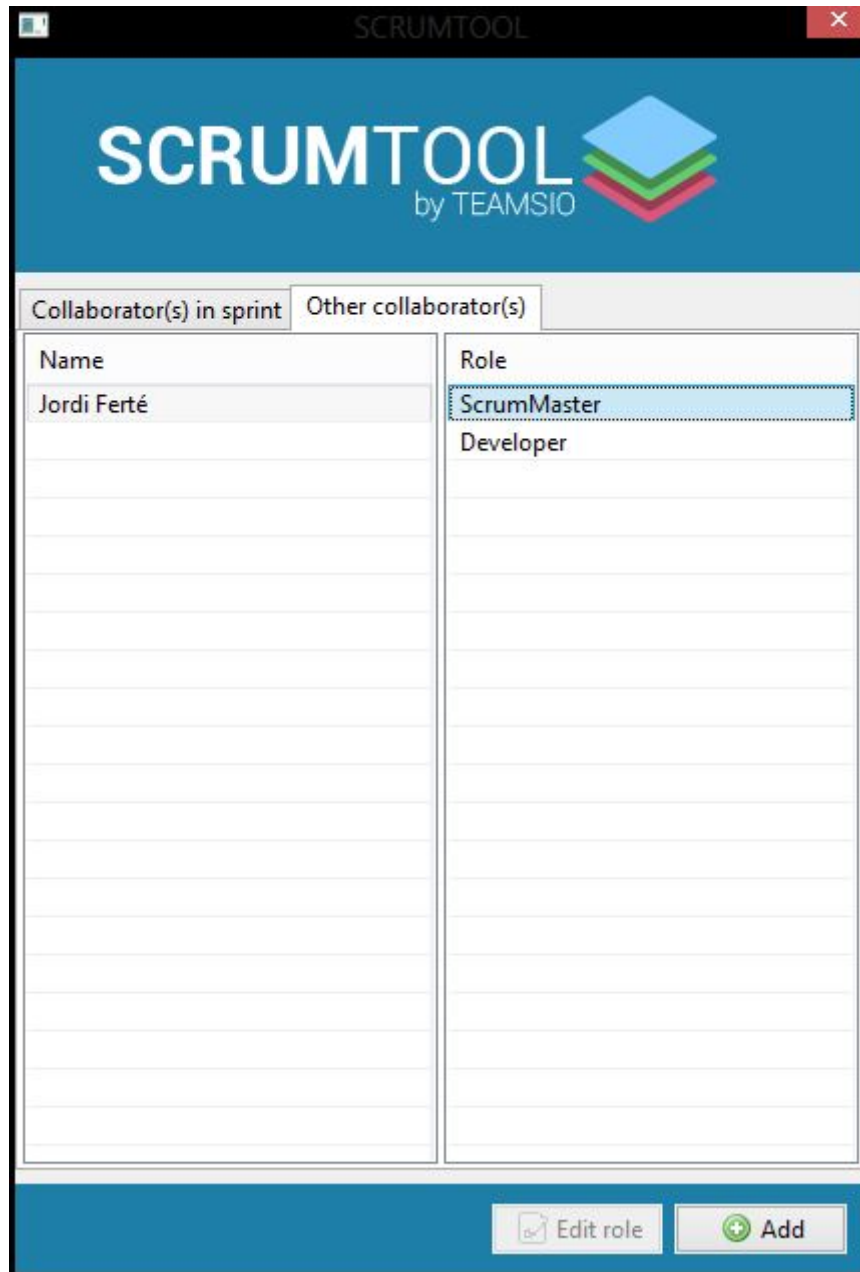 SCRUMTOOL
SCRUMTOOL
by TEAMSIO
Collaborator(s) in sprint Other collaborator(s)
Name Role
Jordi Ferté ScrumMaster
Developer
Edit role Add